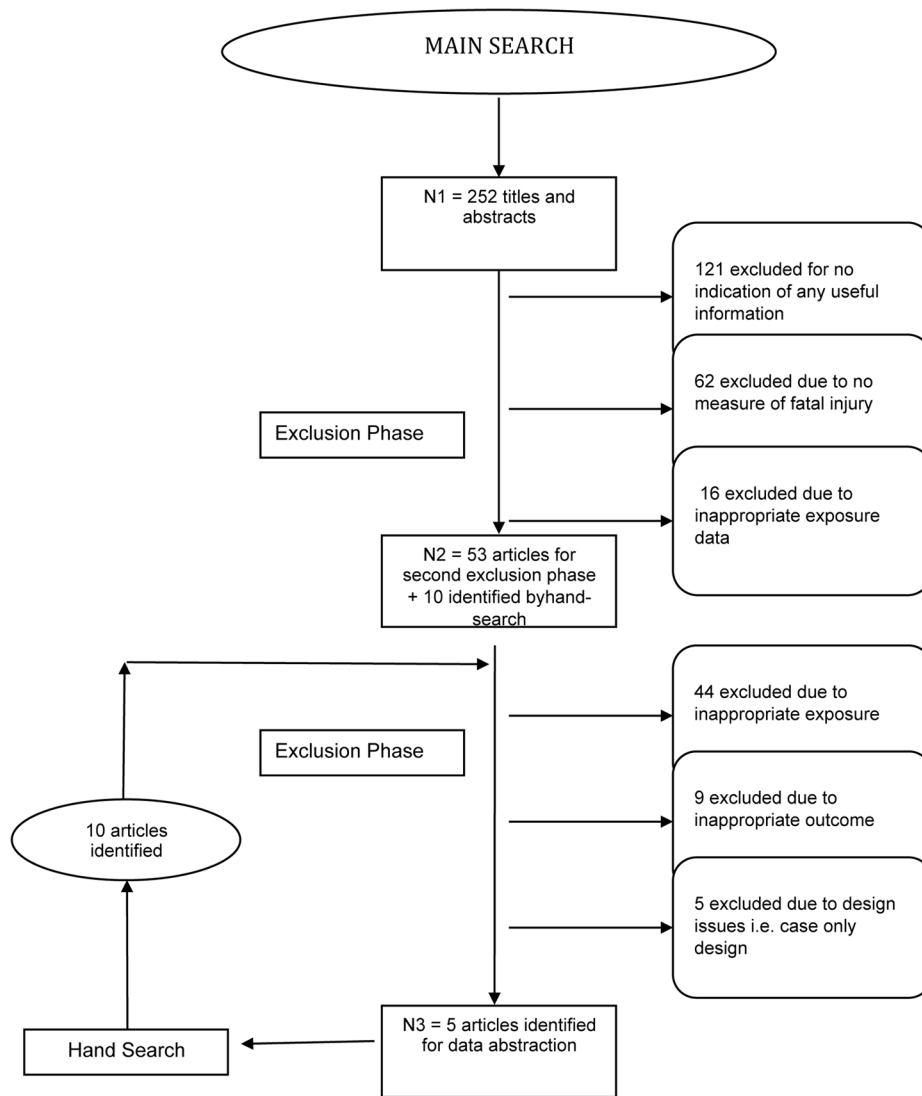 MAIN SEARCH
N1 = 252 titles and
abstracts
121 excluded for no
indication of any useful
information
62 excluded due to no
measure of fatal injury
Exclusion Phase
16 excluded due to
inappropriate exposure
data
N2 = 53 articles for
second exclusion phase
+ 10 identified byhand-
search
44 excluded due to
inappropriate exposure
Exclusion Phase
9 excluded due to
inappropriate outcome
10 articles
identified
5 excluded due to design
issues i.e. case only
design
N3 = 5 articles identified
for data abstraction
Hand Search